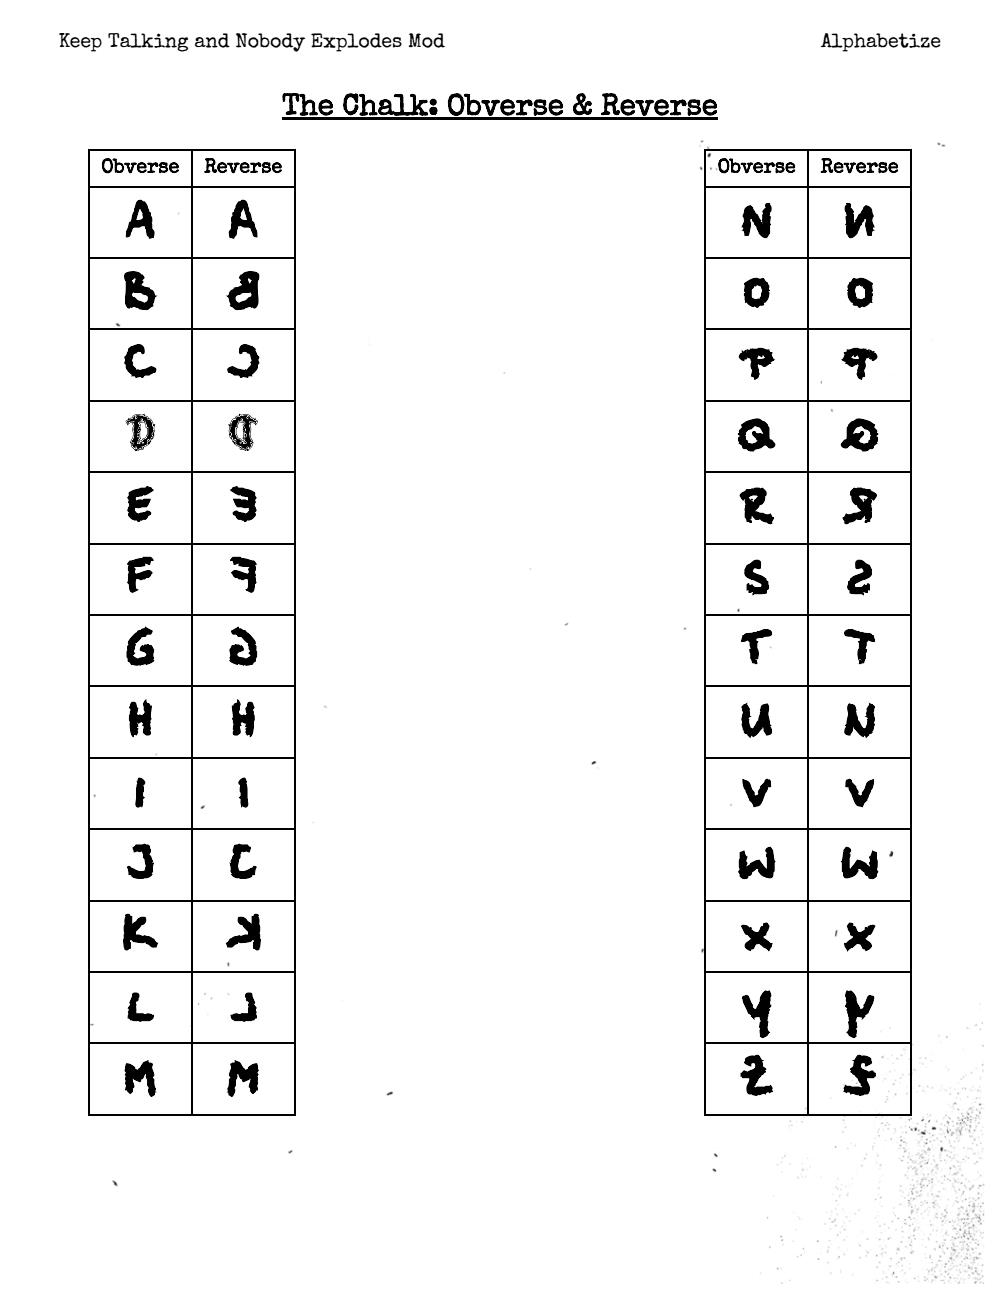 Keep Talking and Nobody Explodes Mod Alphabetize
The Chalk: Obverse & Reverse
Obverse Reverse Obverse Reverse
A A N N
B B O O
C C P P
D D Q Q
E E R R
F F S S
G G T T
H H U U
I I V V
J J W W
K K X X
L L Y Y
M M Z Z